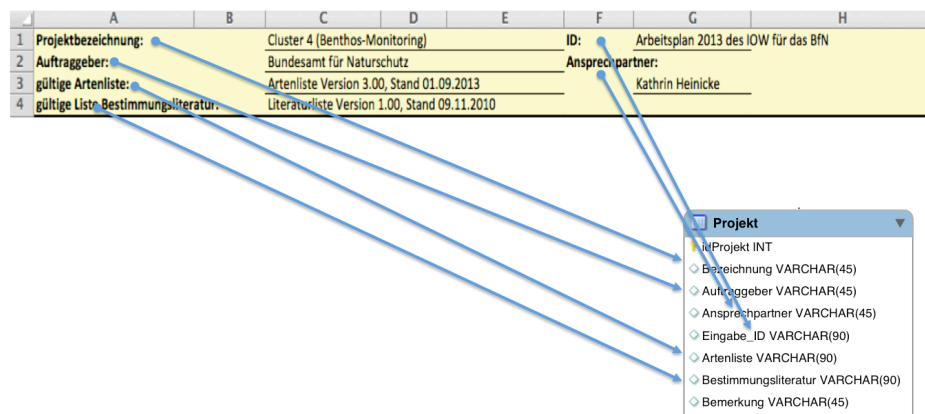 A B C D E F G H
1 Projektbezeichnung: Cluster 4 (Benthos-Monitoring) ID: Arbeitsplan 2013 des IOW für das BfN
2 Auftraggeber: Bundesamt für Naturschutz Ansprechpartner:
3 gültige Artenliste: Artenliste Version 3.00, Stand 01.09.2013 Kathrin Heinicke
4 gültige Liste Bestimmungsliteratur: Literaturliste Version 1.00, Stand 09.11.2010
Projekt
idProjekt INT
Bezeichnung VARCHAR(45)
Auftraggeber VARCHAR(45)
Ansprechpartner VARCHAR(45)
Eingabe_ID VARCHAR(90)
Artenliste VARCHAR(90)
Bestimmungsliteratur VARCHAR(90)
Bemerkung VARCHAR(45)